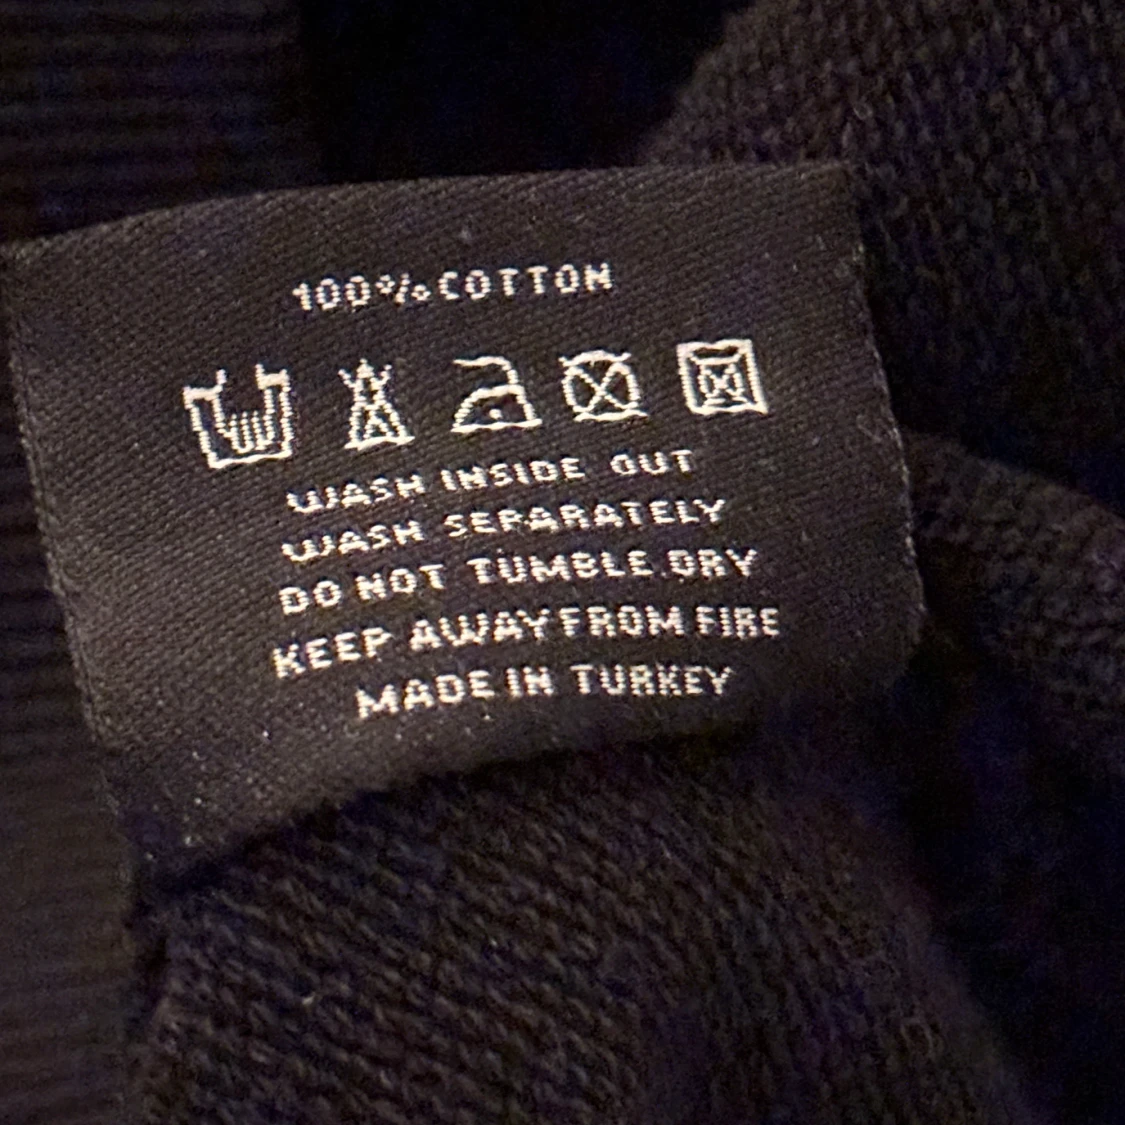 100% COTTON
WASH INSIDE OUT
WASH SEPARATELY
DO NOT TUMBLE DRY
KEEP AWAY FROM FIRE
MADE IN TURKEY